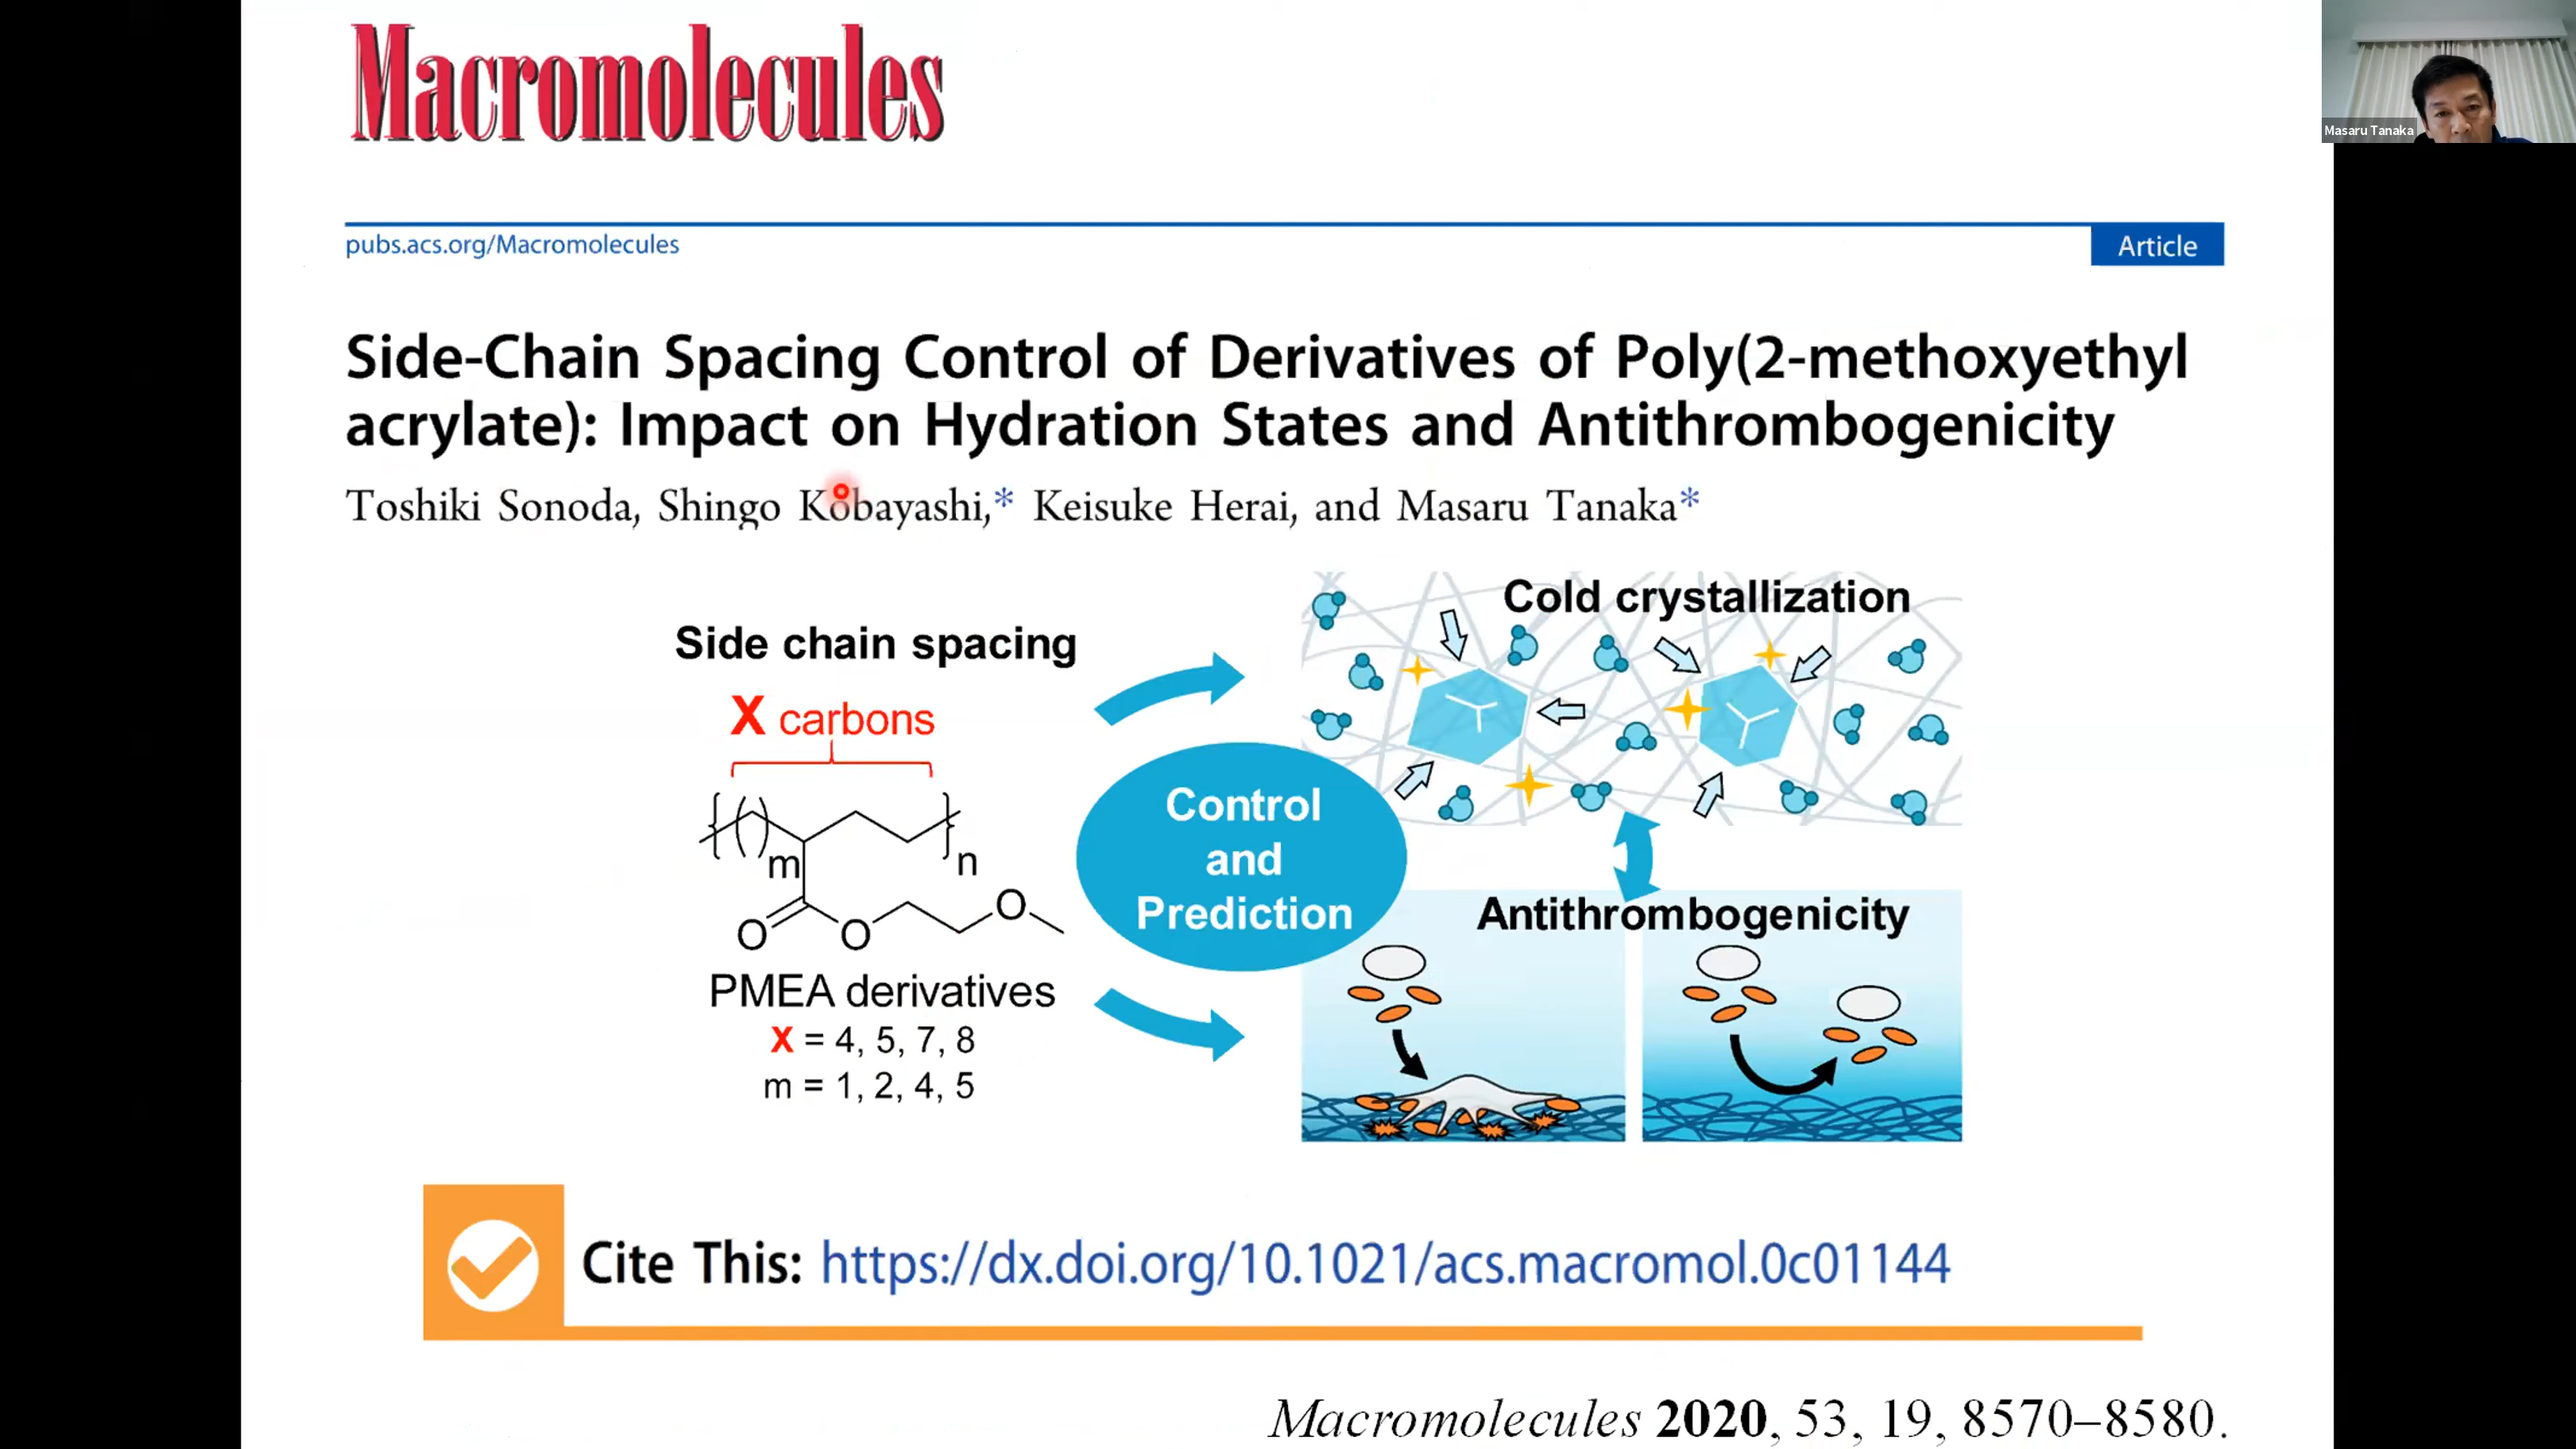 Macromolecules
Masaru Tanaka
pubs.acs.org/Macromolecules
Article
Side-Chain Spacing Control of Derivatives of Poly(2-methoxyethyl
acrylate): Impact on Hydration States and Antithrombogenicity
Toshiki Sonoda, Shingo Kobayashi,* Keisuke Herai, and Masaru Tanaka*
Side chain spacing
X carbons
m
n
O
O
O
PMEA derivatives
X = 4, 5, 7, 8
m = 1, 2, 4, 5
Control
and
Prediction
Cold crystallization
Antithrombogenicity
Cite This: https://dx.doi.org/10.1021/acs.macromol.0c01144
Macromolecules 2020, 53, 19, 8570–8580.